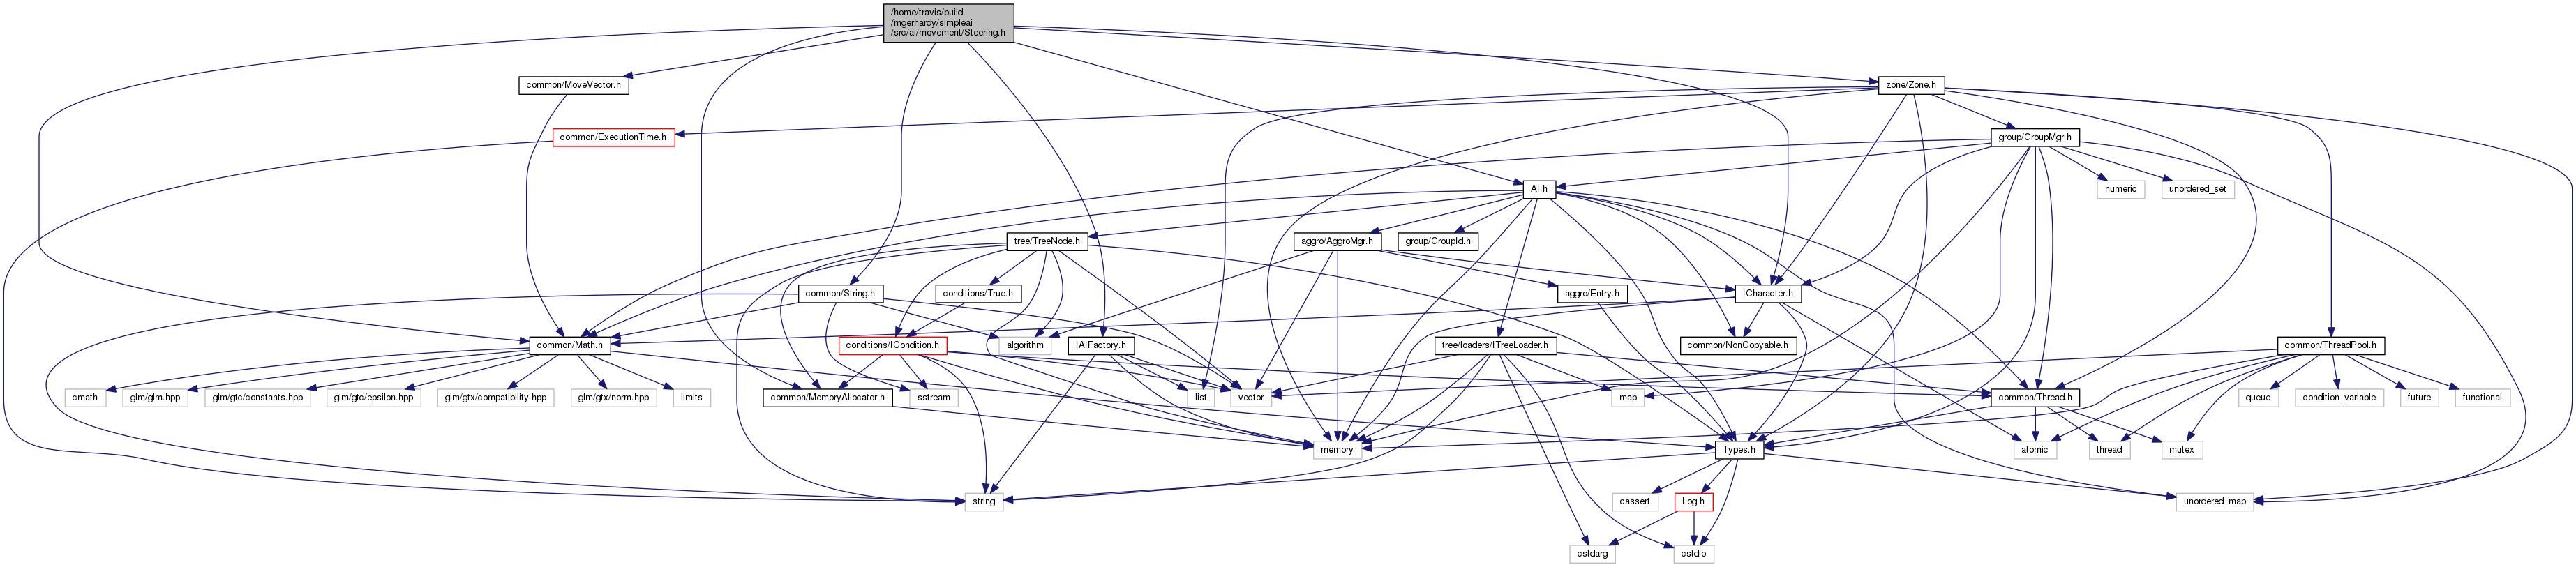 /home/travis/build
/mgerhardy/simpleai
/src/ai/movement/Steering.h
common/MoveVector.h
zone/Zone.h
common/ExecutionTime.h
group/GroupMgr.h
AI.h
numeric
unordered_set
tree/TreeNode.h
aggro/AggroMgr.h
group/GroupId.h
common/String.h
conditions/True.h
aggro/Entry.h
ICharacter.h
common/Math.h
algorithm
conditions/ICondition.h
IAIFactory.h
tree/loaders/ITreeLoader.h
common/NonCopyable.h
common/ThreadPool.h
cmath
glm/glm.hpp
glm/gtc/constants.hpp
glm/gtc/epsilon.hpp
glm/gtx/compatibility.hpp
glm/gtx/norm.hpp
limits
common/MemoryAllocator.h
sstream
list
vector
map
common/Thread.h
queue
condition_variable
future
functional
memory
Types.h
atomic
thread
mutex
string
cassert
Log.h
unordered_map
cstdarg
cstdio